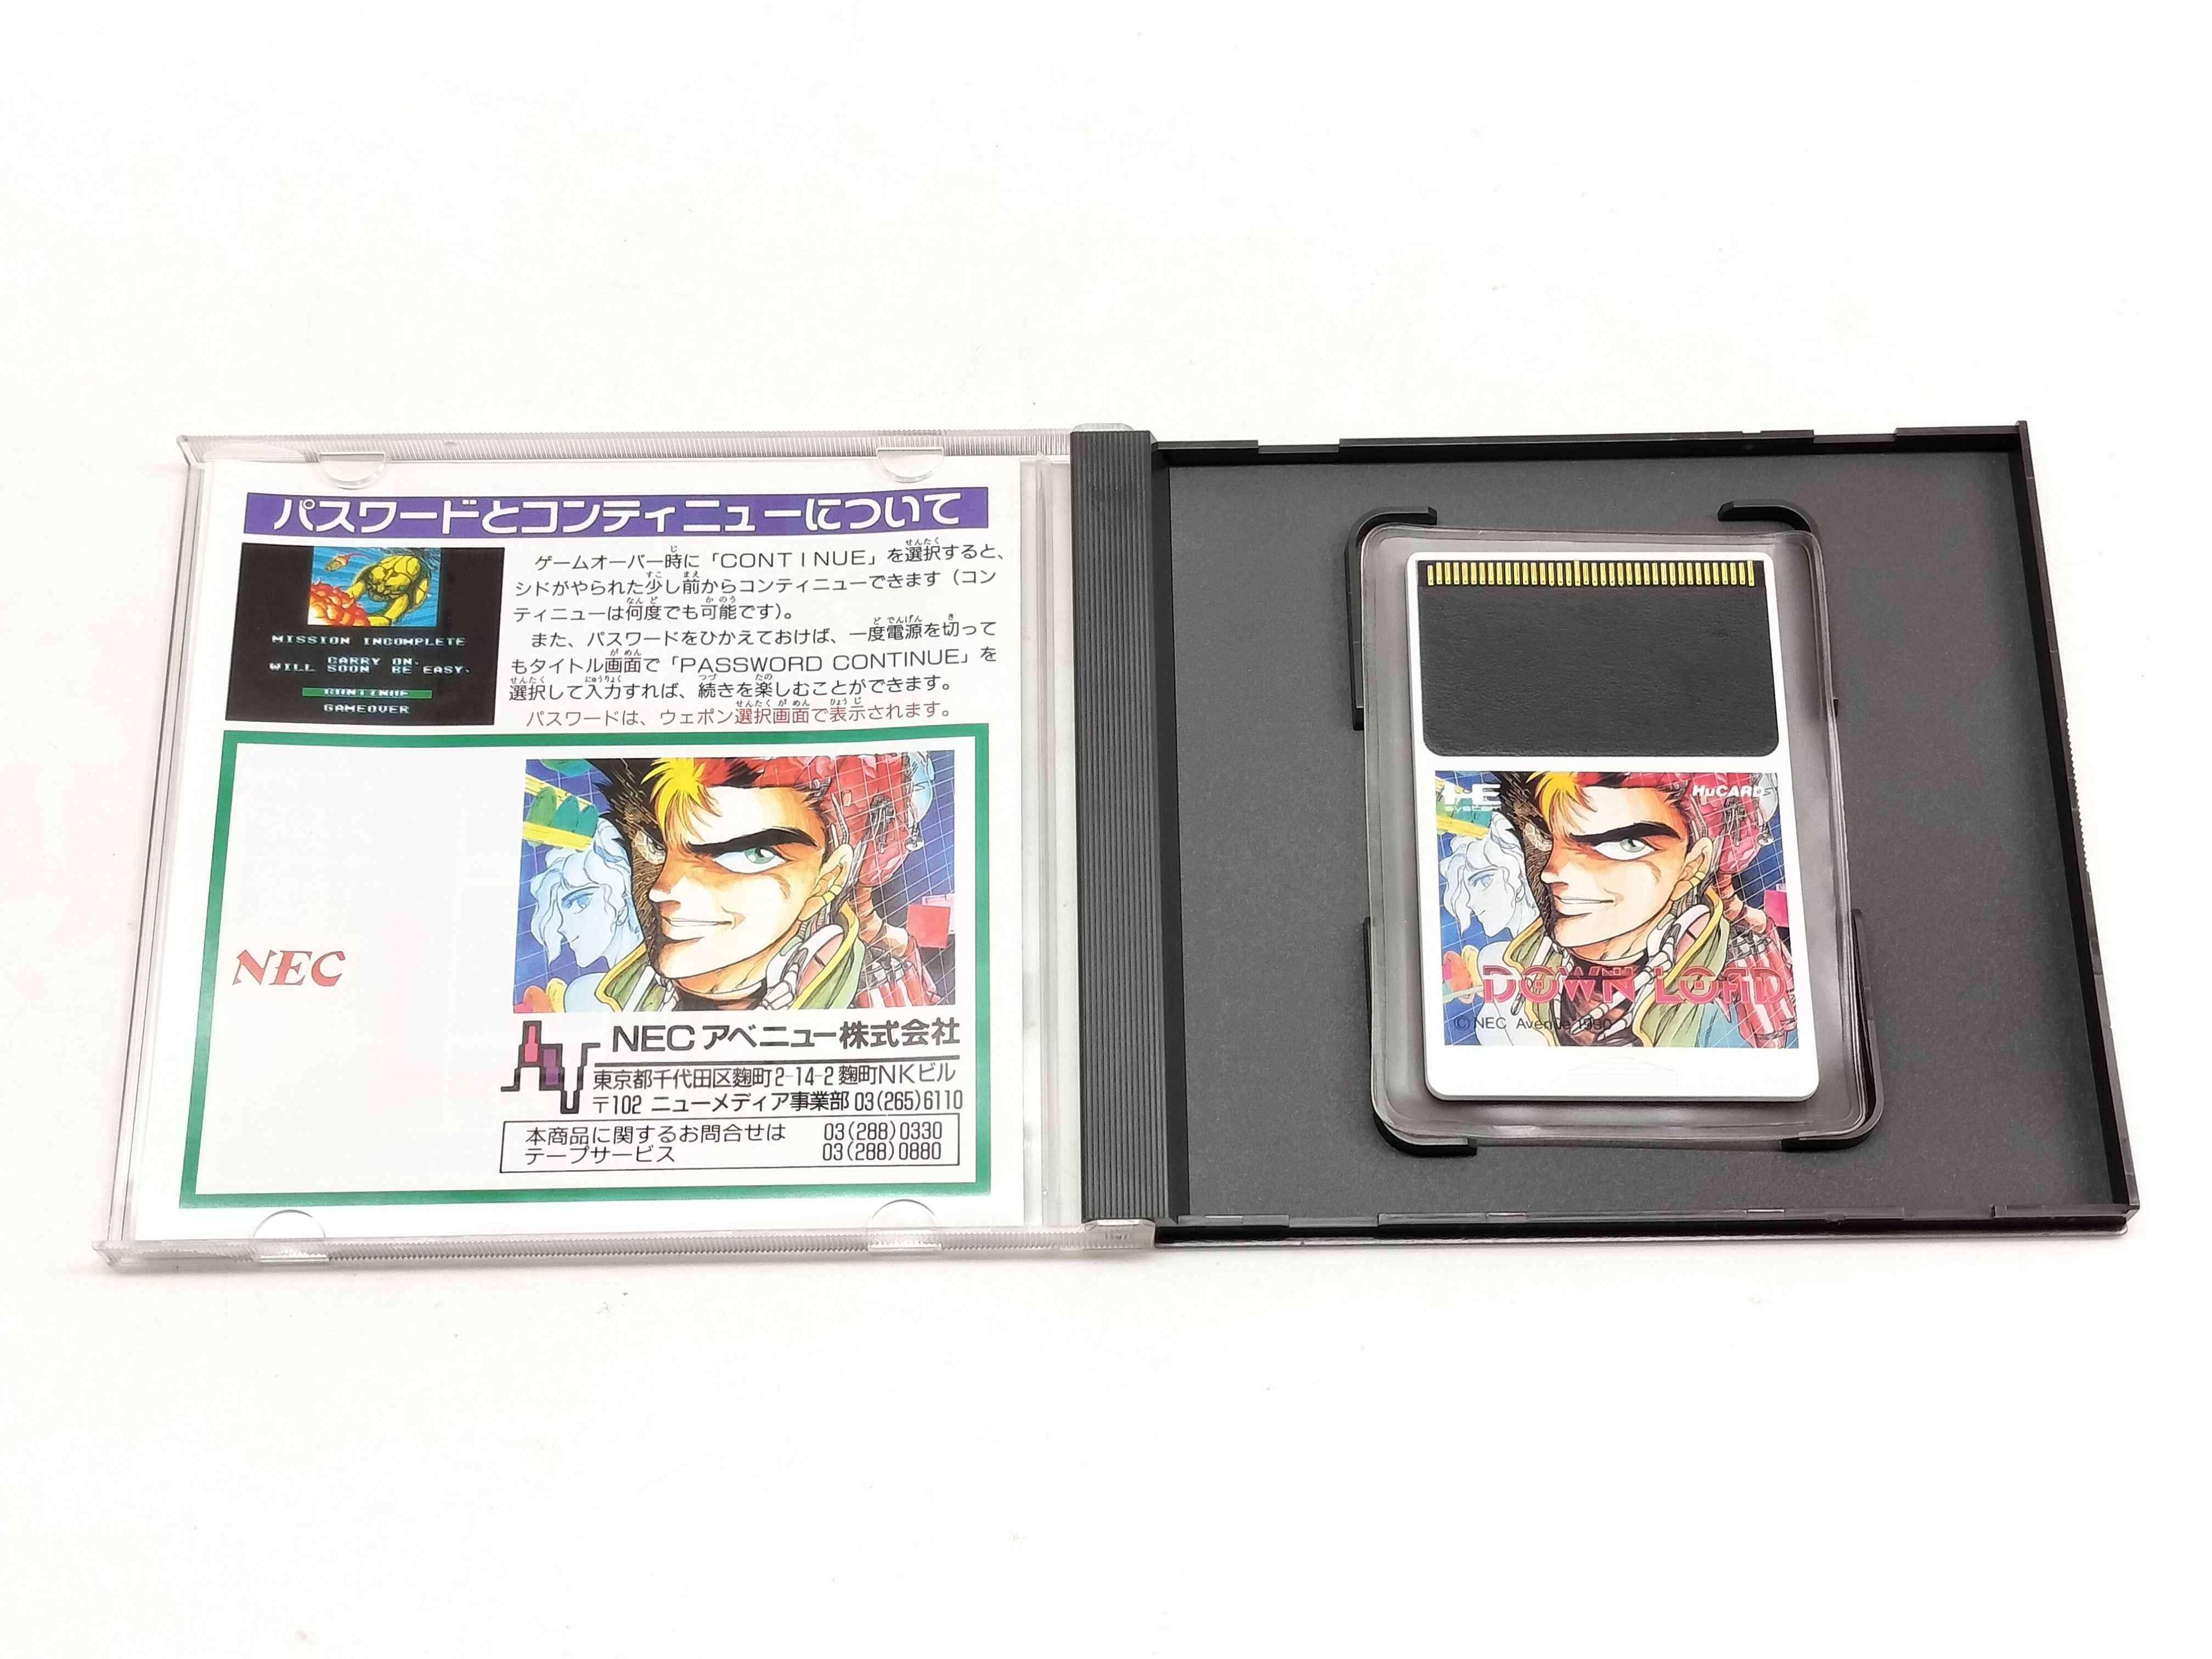 パスワードとコンティニューについて
ゲームオーバー時に「CONTINUE」を選択すると、
シドがやられた少し前からコンティニューできます（コン
ティニューは何度でも可能です）。
また、パスワードをひかえておけば、一度電源を切って
もタイトル画面で「PASSWORD CONTINUE」を
選択して入力すれば、続きを楽しむことができます。
パスワードは、ウェポン選択画面で表示されます。
MISSION INCOMPLETE
CARRY ON.
WILL SOON BE EASY.
CONTINUE
GAMEOVER
NEC
NECアベニュー株式会社
東京都千代田区麹町2-14-2 麹町NKビル
〒102 ニューメディア事業部 03(265)6110
本商品に関するお問合せは 03(288)0330
テープサービス 03(288)0880
HE
SYSTEM
HuCARD
DOWN LOAD
© NEC Avenue 1990